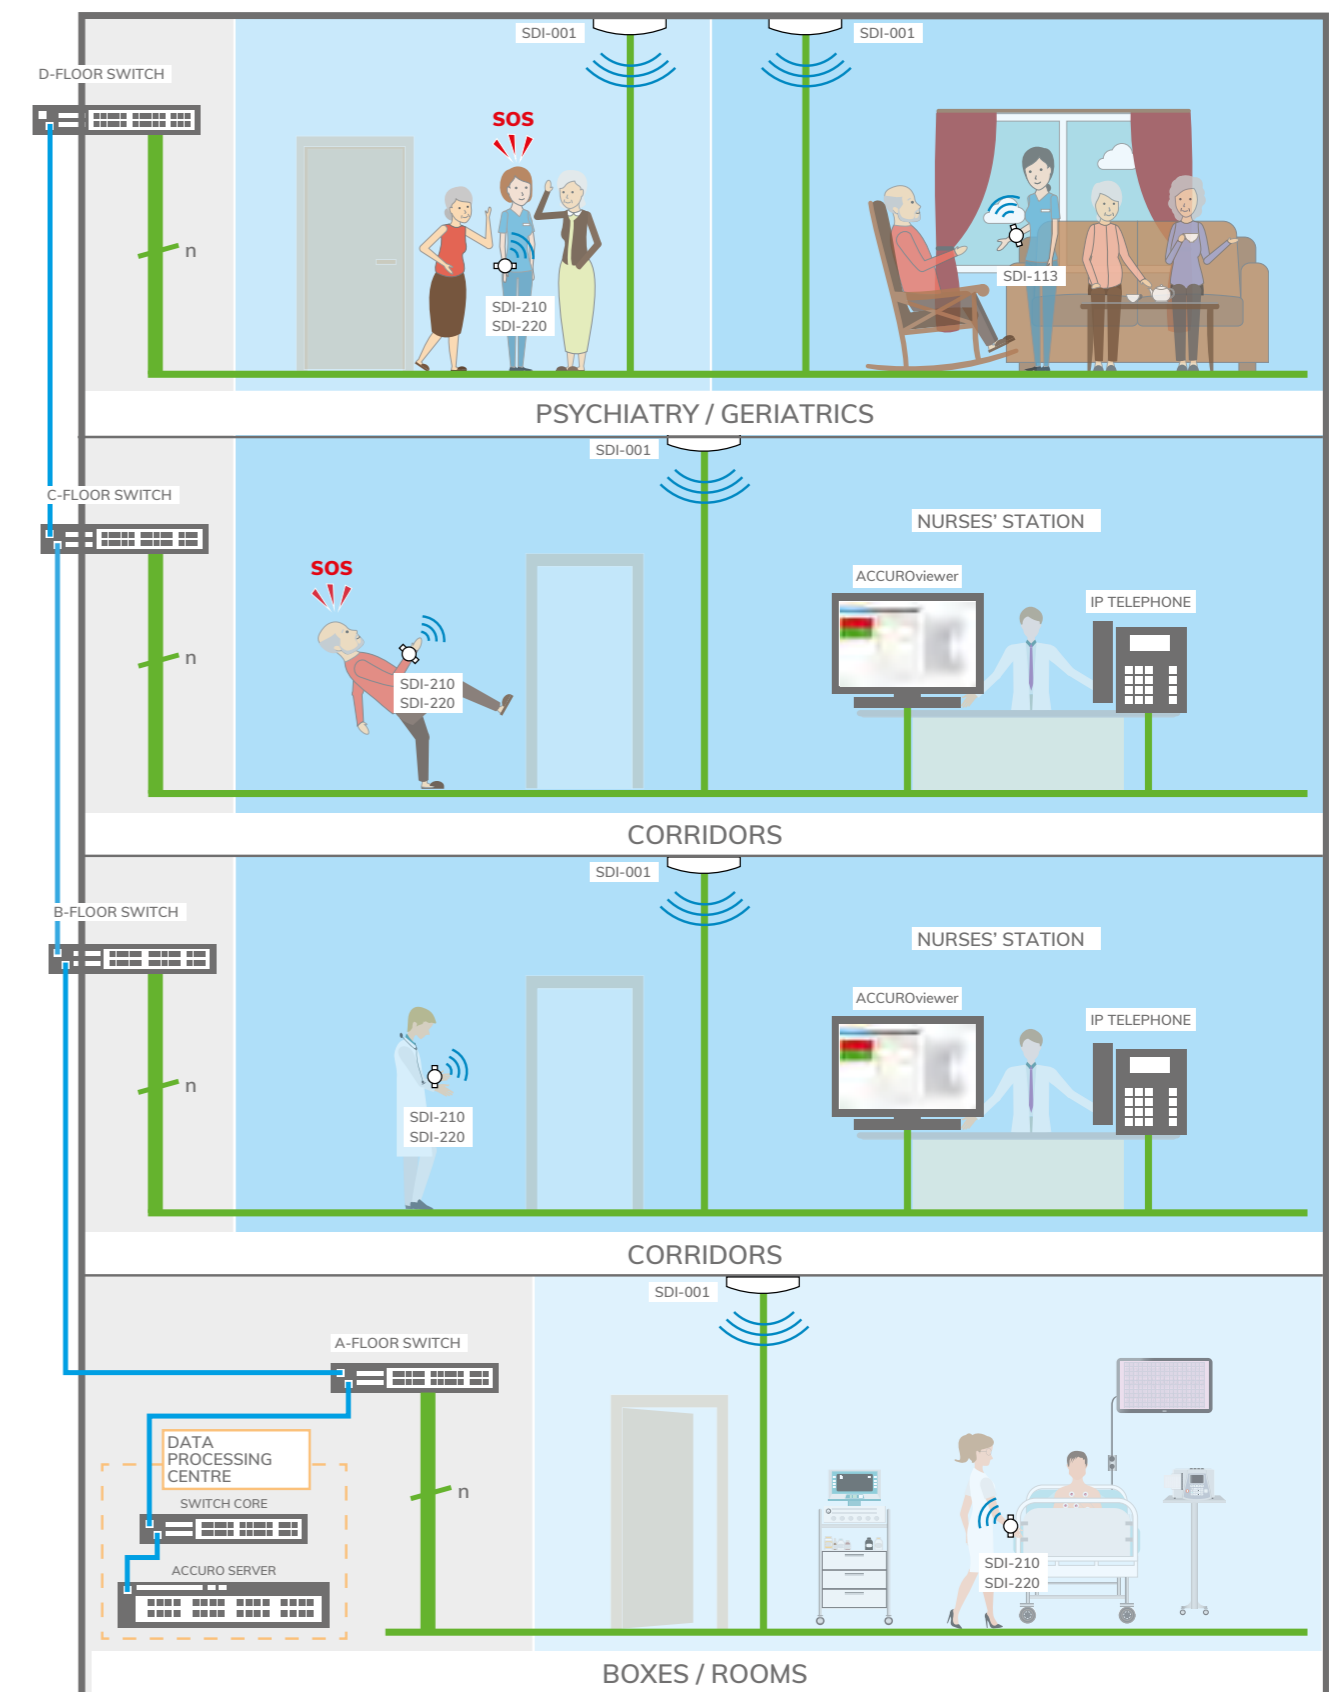 SDI-001
SDI-001
D-FLOOR SWITCH
SOS
n
SDI-113
SDI-210
SDI-220
PSYCHIATRY / GERIATRICS
SDI-001
C-FLOOR SWITCH
NURSES' STATION
SOS
ACCUROviewer
IP TELEPHONE
n
SDI-210
SDI-220
CORRIDORS
SDI-001
B-FLOOR SWITCH
NURSES' STATION
ACCUROviewer
IP TELEPHONE
n
SDI-210
SDI-220
CORRIDORS
SDI-001
A-FLOOR SWITCH
DATA
PROCESSING
CENTRE
n
SWITCH CORE
ACCURO SERVER
SDI-210
SDI-220
BOXES / ROOMS